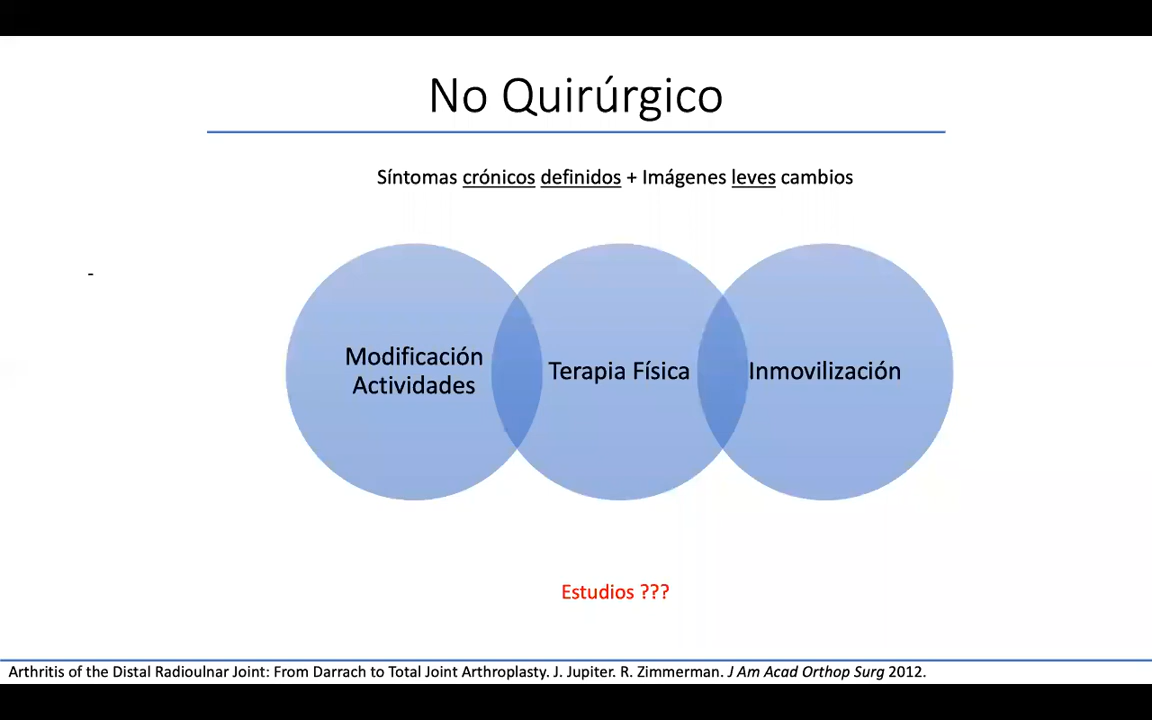 No Quirúrgico
Síntomas crónicos definidos + Imágenes leves cambios
-
Modificación
Actividades
Terapia Física
Inmovilización
Estudios ???
Arthritis of the Distal Radioulnar Joint: From Darrach to Total Joint Arthroplasty. J. Jupiter. R. Zimmerman. J Am Acad Orthop Surg 2012.